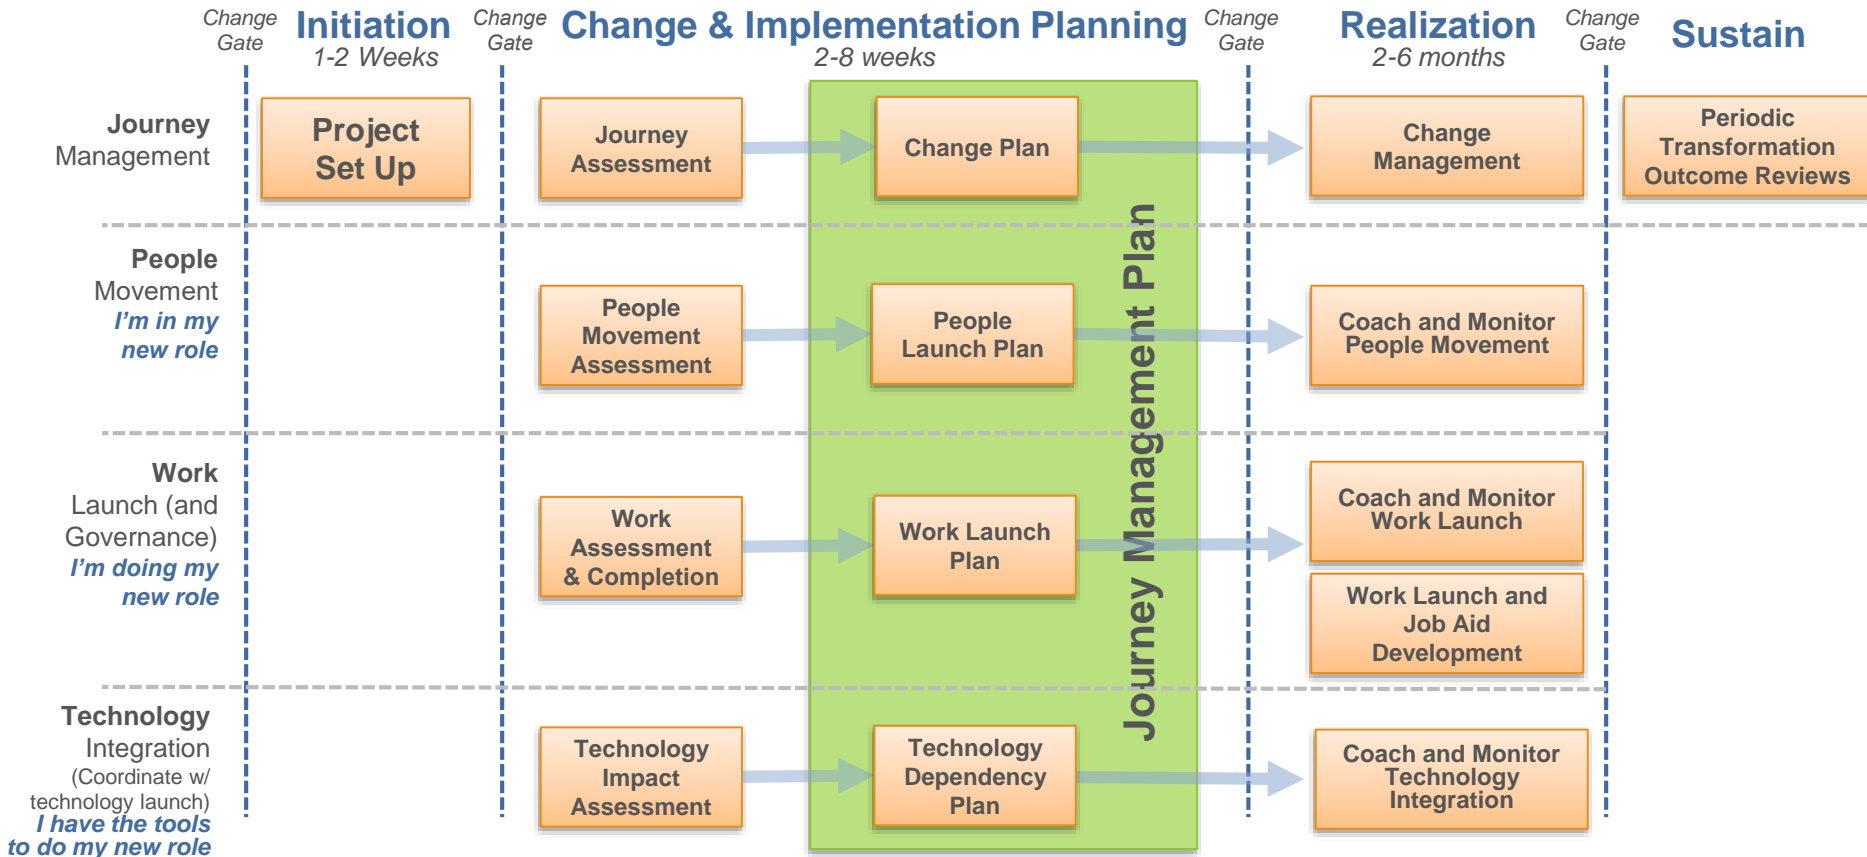 Change
Gate
Initiation
1-2 Weeks
Change
Gate
Change & Implementation Planning
2-8 weeks
Change
Gate
Realization
2-6 months
Change
Gate
Sustain
Journey
Management
Project
Set Up
Journey
Assessment
Change Plan
Change
Management
Periodic
Transformation
Outcome Reviews
People
Movement
I'm in my
new role
People
Movement
Assessment
People
Launch Plan
Coach and Monitor
People Movement
Journey Management Plan
Work
Launch (and
Governance)
I'm doing my
new role
Work
Assessment
& Completion
Work Launch
Plan
Coach and Monitor
Work Launch
Work Launch and
Job Aid
Development
Technology
Integration
(Coordinate w/
technology launch)
I have the tools
to do my new role
Technology
Impact
Assessment
Technology
Dependency
Plan
Coach and Monitor
Technology
Integration